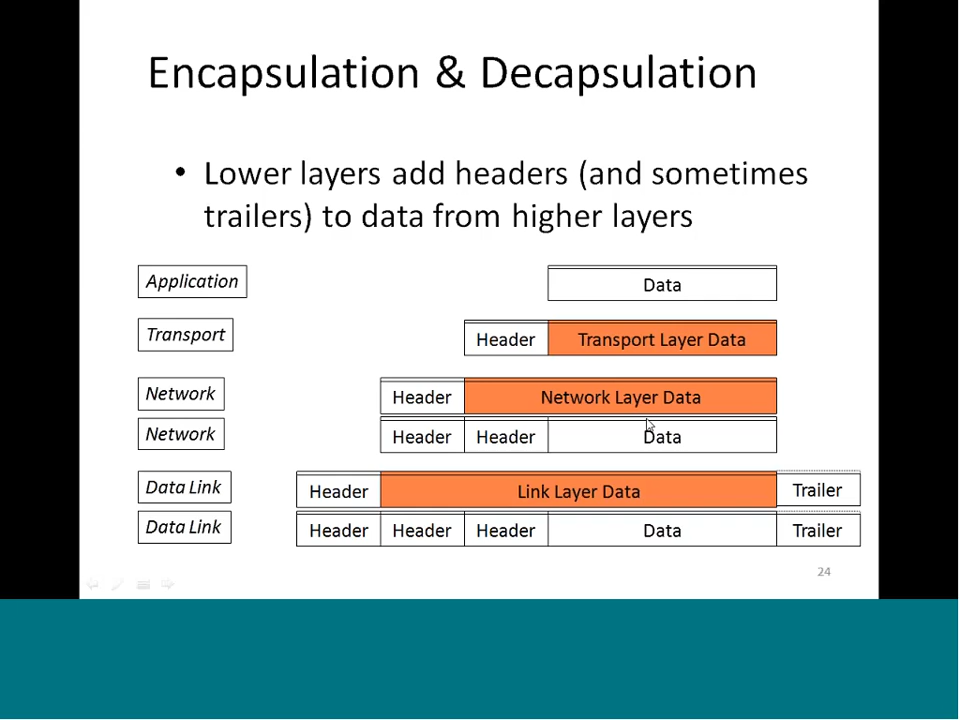 Encapsulation & Decapsulation
• Lower layers add headers (and sometimes
trailers) to data from higher layers
Application Data
Transport Header Transport Layer Data
Network Header Network Layer Data
Network Header Header Data
Data Link Header Link Layer Data Trailer
Data Link Header Header Header Data Trailer
24